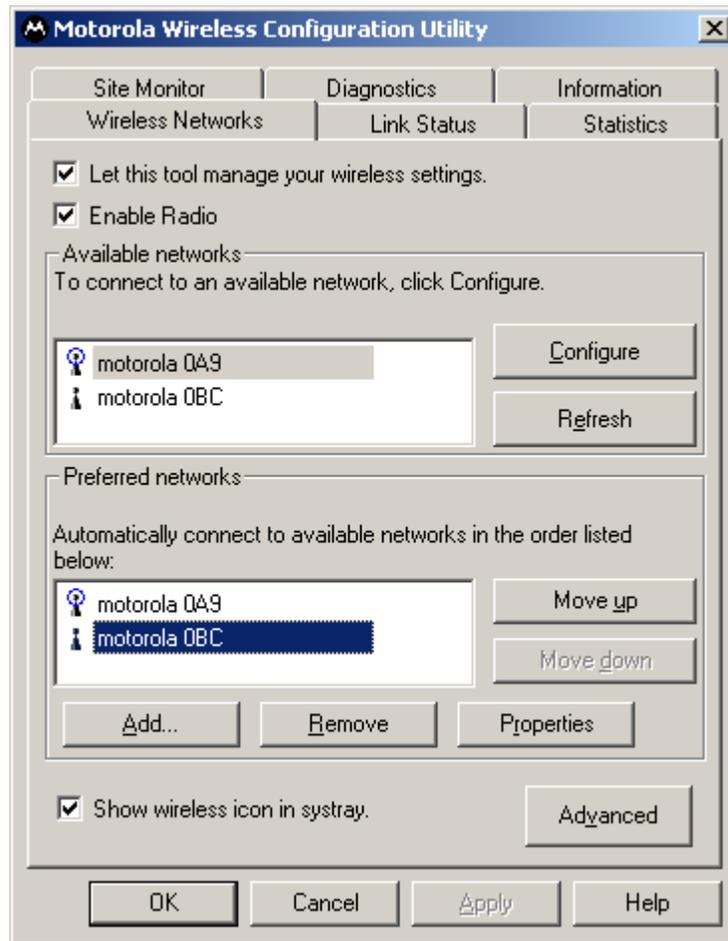 Motorola Wireless Configuration Utility
Site Monitor
Diagnostics
Information
Wireless Networks
Link Status
Statistics
Let this tool manage your wireless settings.
Enable Radio
Available networks
To connect to an available network, click Configure.
motorola 0A9
motorola 0BC
Configure
Refresh
Preferred networks
Automatically connect to available networks in the order listed
below:
motorola 0A9
motorola 0BC
Move up
Move down
Add...
Remove
Properties
Show wireless icon in systray.
Advanced
OK
Cancel
Apply
Help